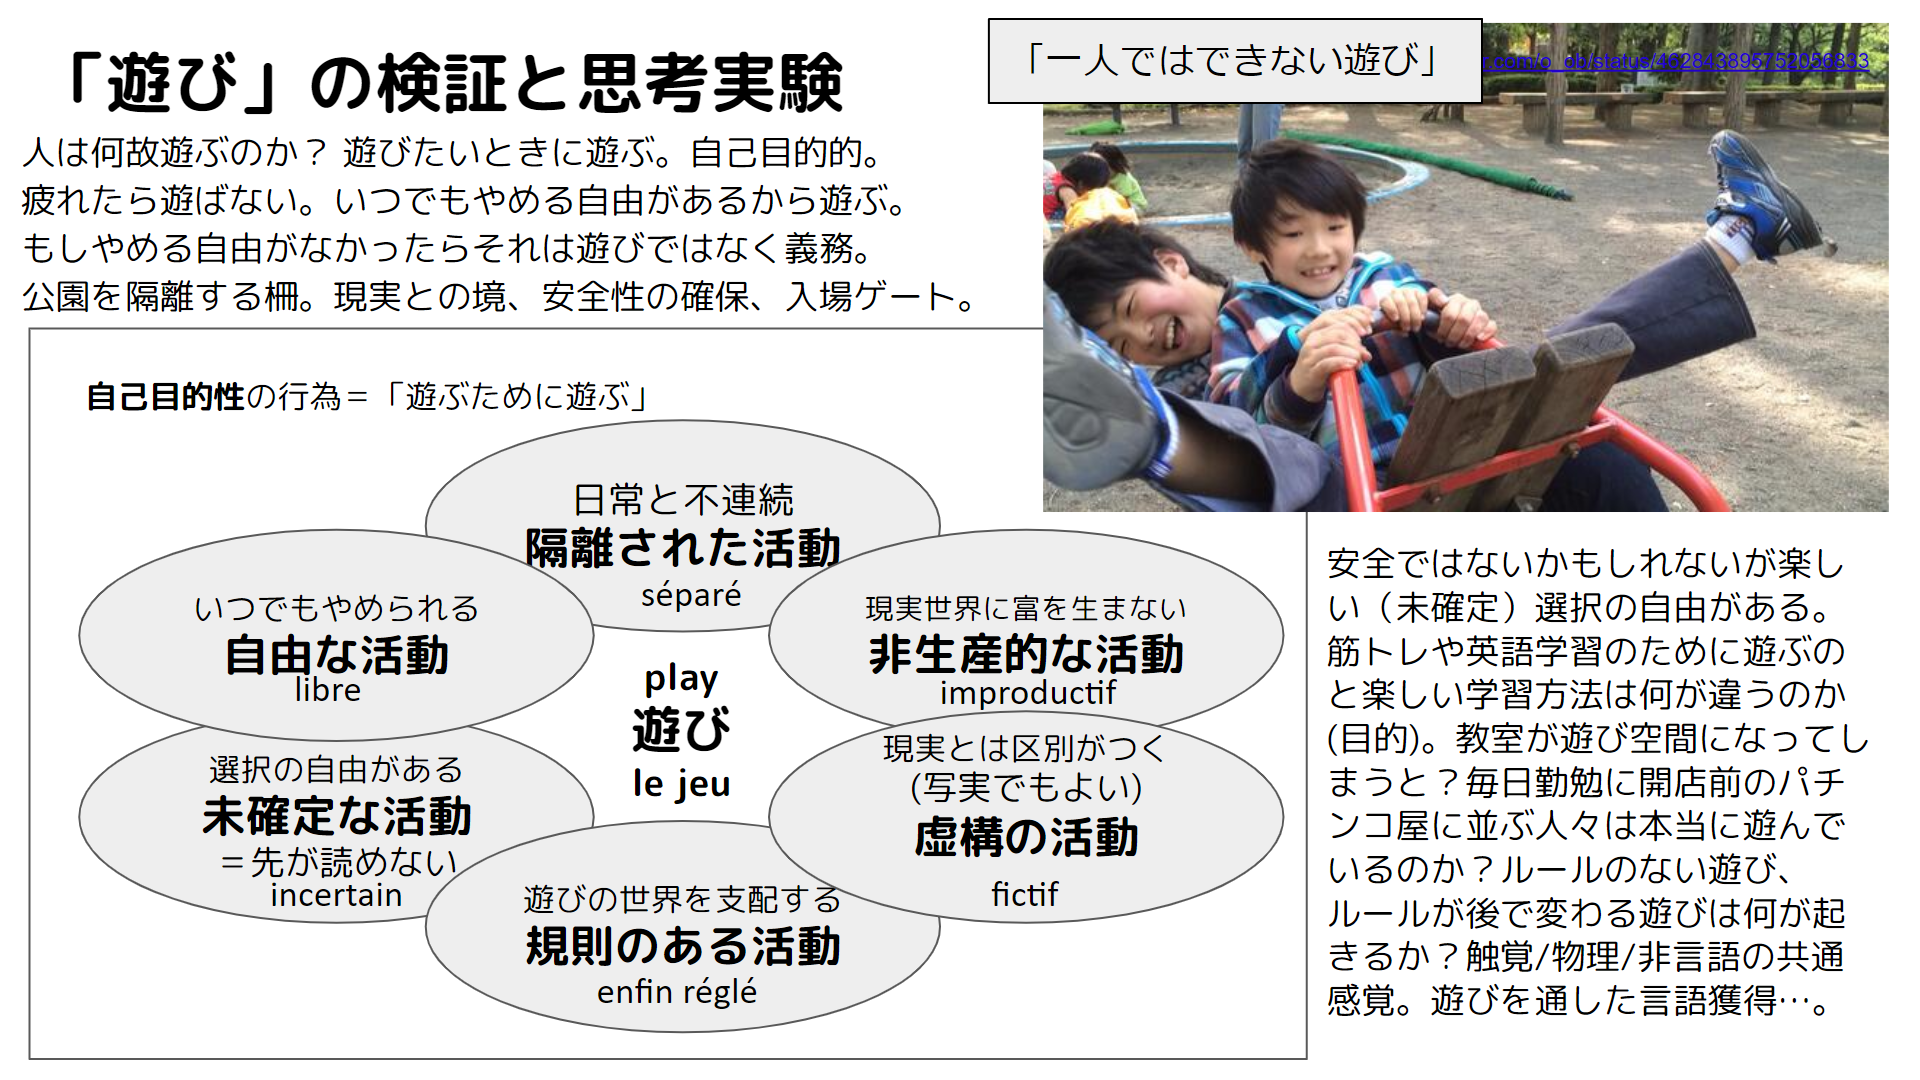 「遊び」の検証と思考実験
「一人ではできない遊び」
r.com/o_ob/status/462843895752056833
人は何故遊ぶのか？ 遊びたいときに遊ぶ。自己目的的。
疲れたら遊ばない。いつでもやめる自由があるから遊ぶ。
もしやめる自由がなかったらそれは遊びではなく義務。
公園を隔離する柵。現実との境、安全性の確保、入場ゲート。
自己目的性の行為＝「遊ぶために遊ぶ」
日常と不連続
隔離された活動
séparé
いつでもやめられる
自由な活動
libre
現実世界に富を生まない
非生産的な活動
improductif
play
遊び
le jeu
選択の自由がある
未確定な活動
＝先が読めない
incertain
現実とは区別がつく
(写実でもよい)
虚構の活動
fictif
遊びの世界を支配する
規則のある活動
enfin réglé
安全ではないかもしれないが楽し
い（未確定）選択の自由がある。
筋トレや英語学習のために遊ぶの
と楽しい学習方法は何が違うのか
(目的)。教室が遊び空間になってし
まうと？毎日勤勉に開店前のパチ
ンコ屋に並ぶ人々は本当に遊んで
いるのか？ルールのない遊び、
ルールが後で変わる遊びは何が起
きるか？触覚/物理/非言語の共通
感覚。遊びを通した言語獲得…。